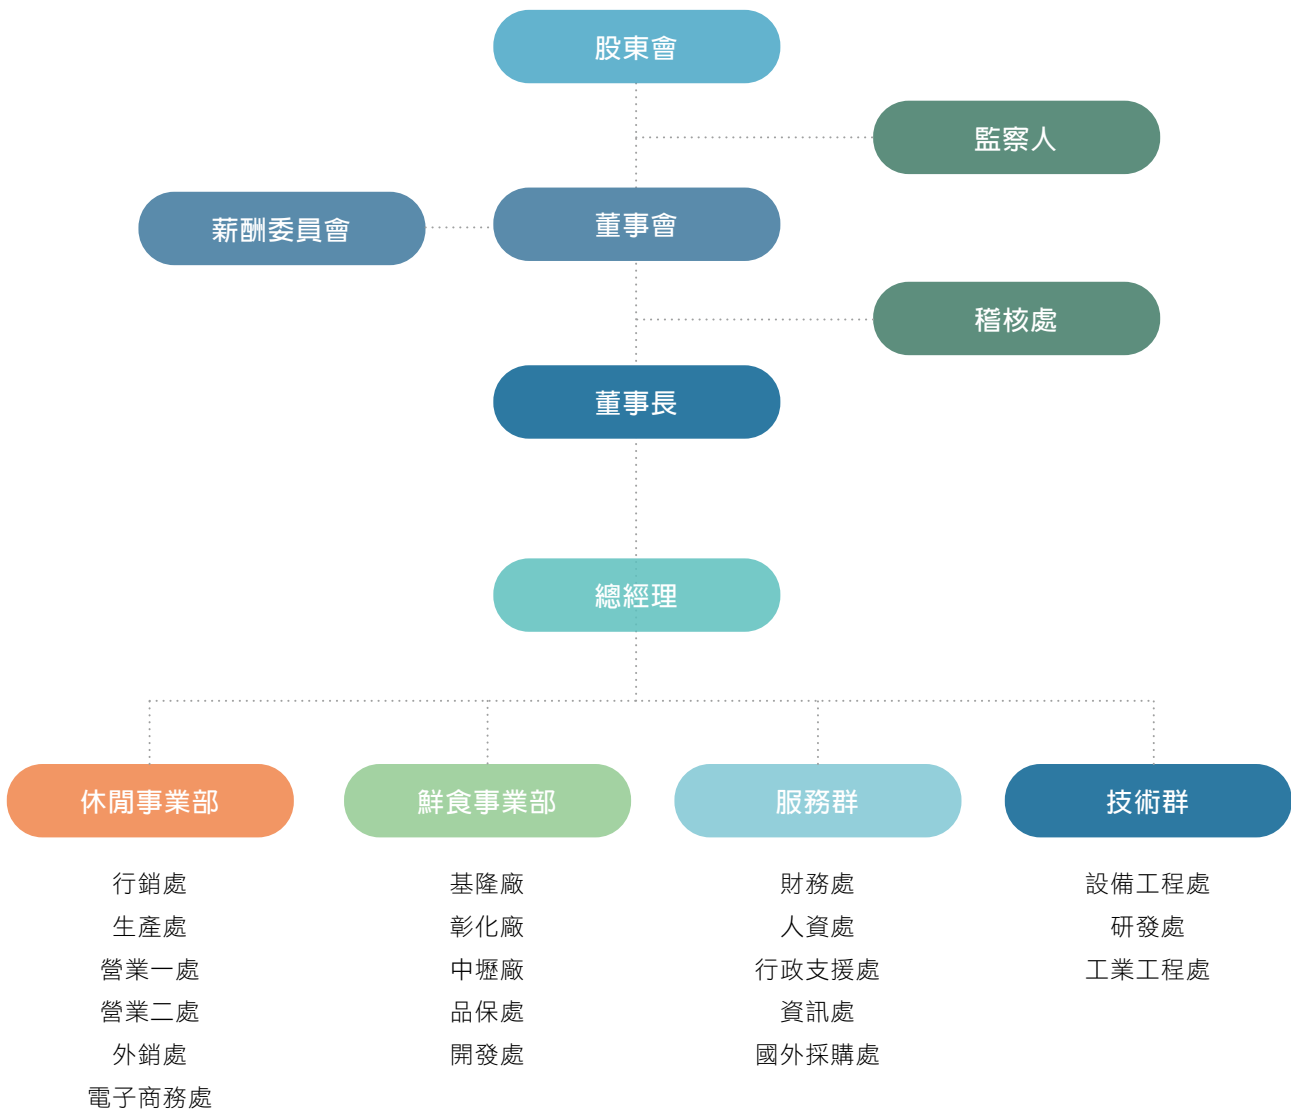 股東會
監察人
薪酬委員會
董事會
稽核處
董事長
總經理
休閒事業部
行銷處
生產處
營業一處
營業二處
外銷處
電子商務處
鮮食事業部
基隆廠
彰化廠
中壢廠
品保處
開發處
服務群
財務處
人資處
行政支援處
資訊處
國外採購處
技術群
設備工程處
研發處
工業工程處